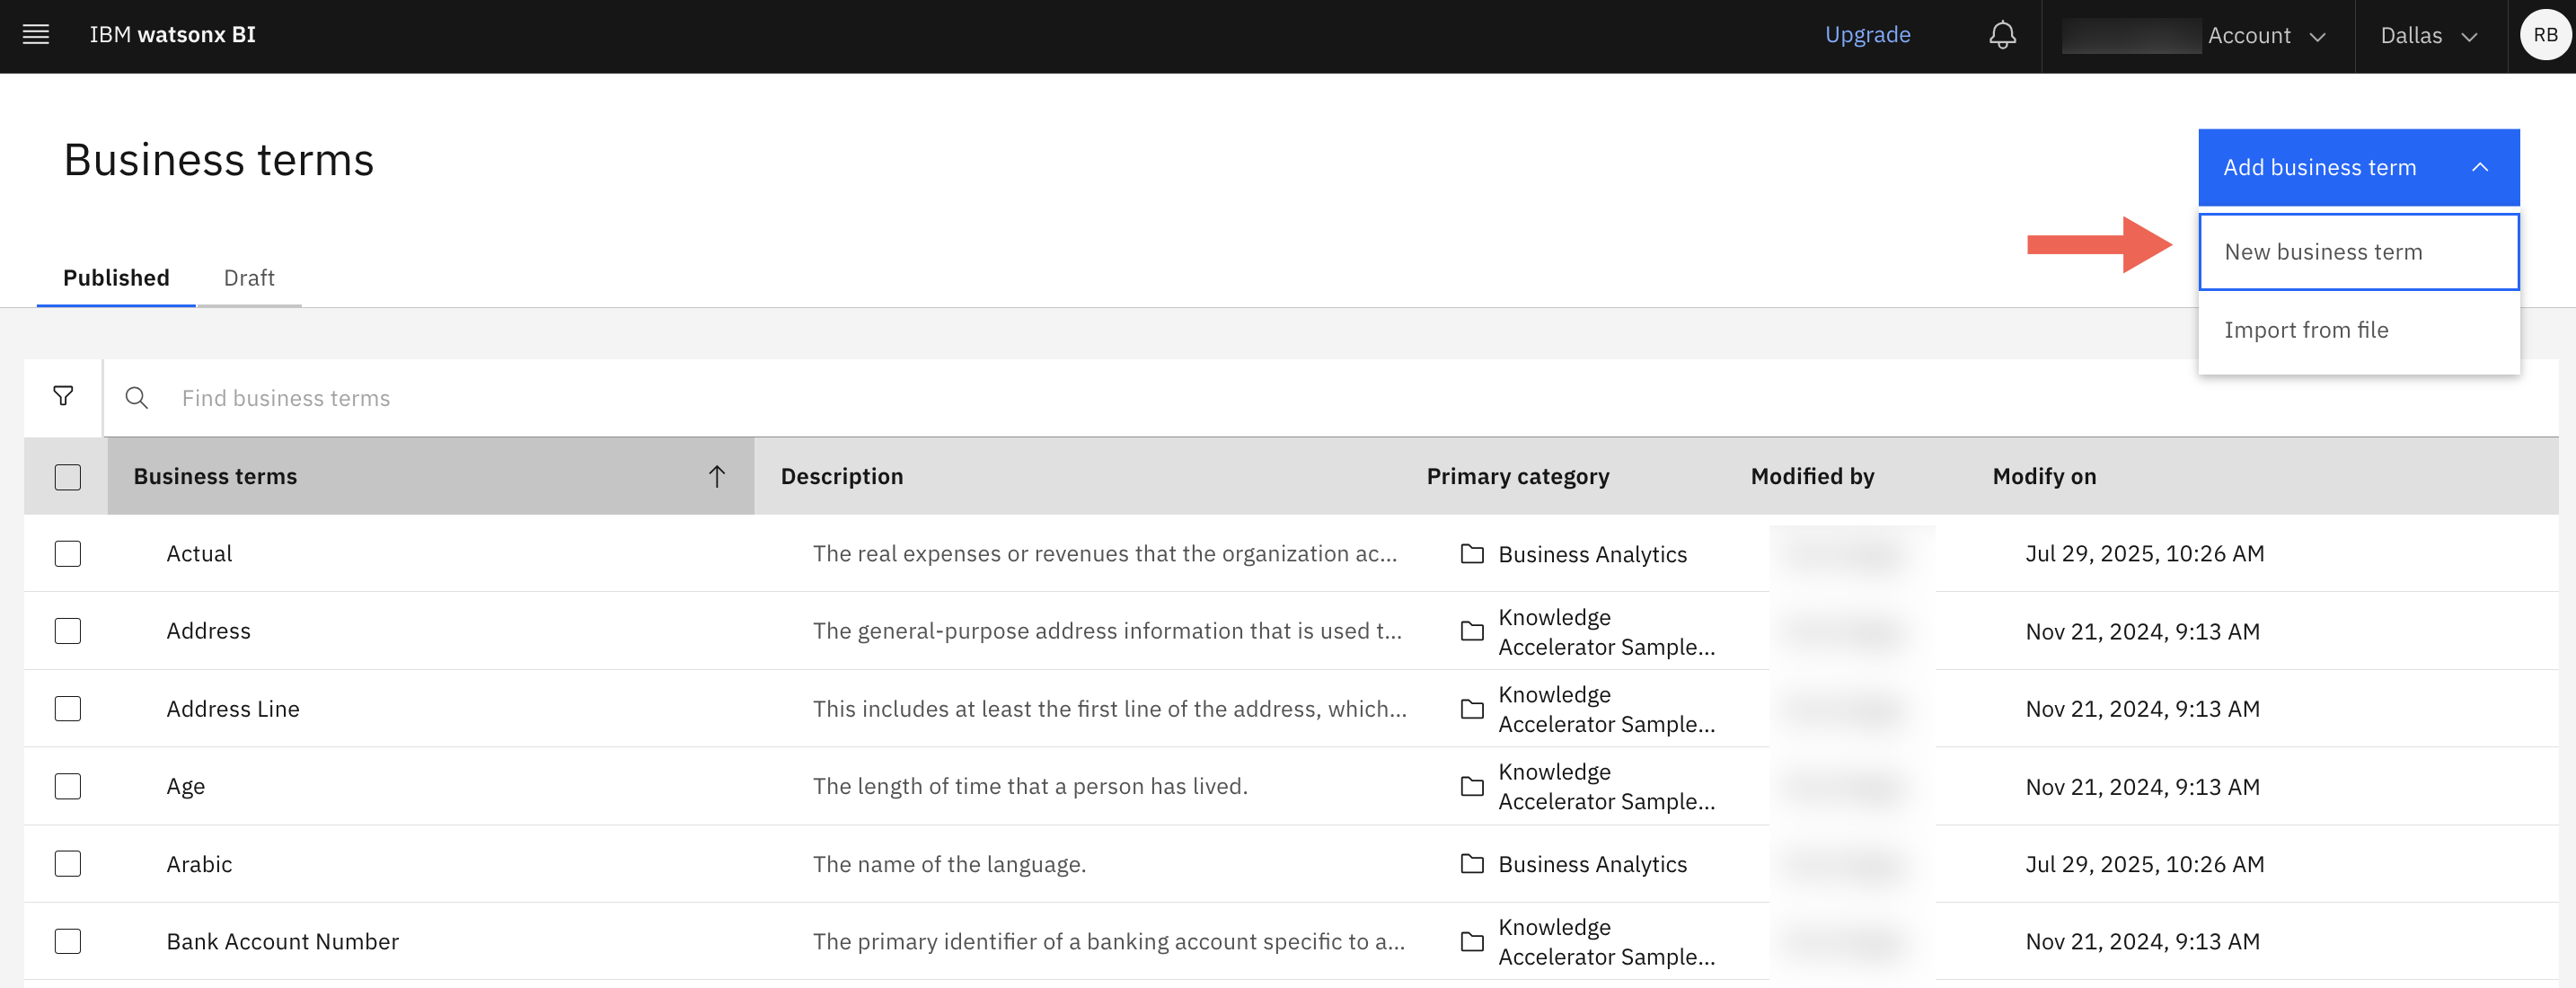 IBM watsonx BI
Upgrade
Account
Dallas
RB
Business terms
Add business term
New business term
Import from file
Published
Draft
Find business terms
Business terms
Description
Primary category
Modified by
Modify on
Actual
The real expenses or revenues that the organization ac...
Business Analytics
Jul 29, 2025, 10:26 AM
Address
The general-purpose address information that is used t...
Knowledge
Accelerator Sample...
Nov 21, 2024, 9:13 AM
Address Line
This includes at least the first line of the address, which...
Knowledge
Accelerator Sample...
Nov 21, 2024, 9:13 AM
Age
The length of time that a person has lived.
Knowledge
Accelerator Sample...
Nov 21, 2024, 9:13 AM
Arabic
The name of the language.
Business Analytics
Jul 29, 2025, 10:26 AM
Bank Account Number
The primary identifier of a banking account specific to a...
Knowledge
Accelerator Sample...
Nov 21, 2024, 9:13 AM